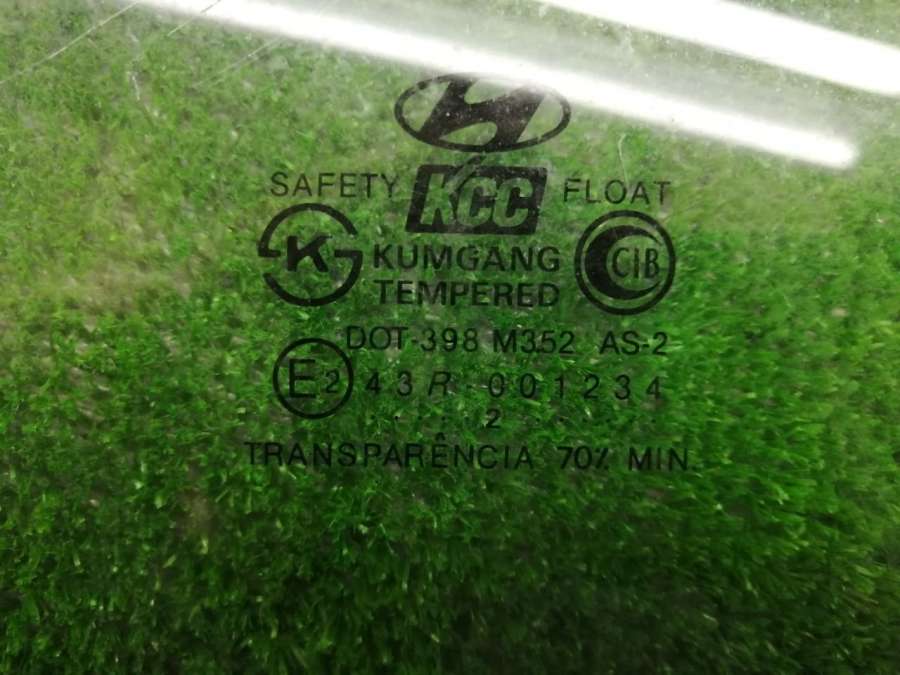 SAFETY KCC FLOAT
K KUMGANG CIB
TEMPERED
DOT-398 M352 AS-2
E2 43R-001234
. . 2 . .
TRANSPARÊNCIA 70% MIN.